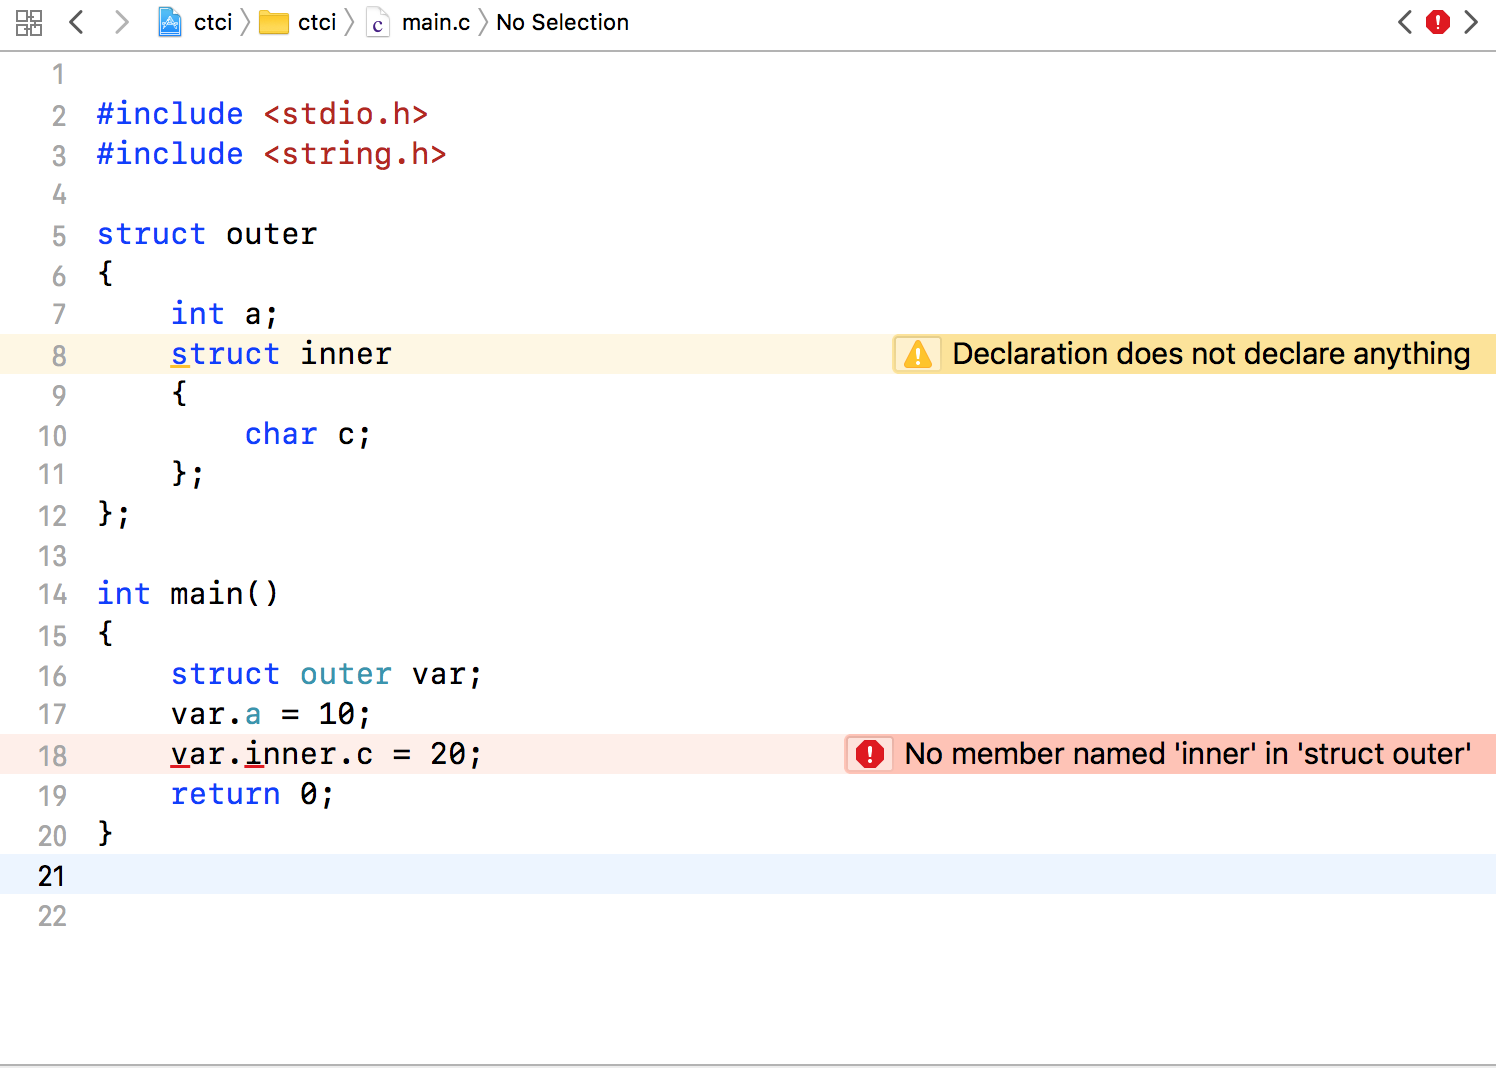 ctci ctci main.c No Selection
1
2 #include <stdio.h>
3 #include <string.h>
4
5 struct outer
6 {
7     int a;
8     struct inner Declaration does not declare anything
9     {
10         char c;
11     };
12 };
13
14 int main()
15 {
16     struct outer var;
17     var.a = 10;
18     var.inner.c = 20; No member named 'inner' in 'struct outer'
19     return 0;
20 }
21
22